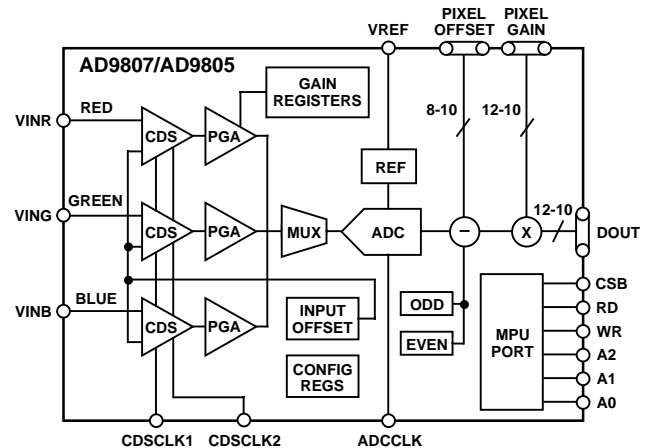 VREF
PIXEL OFFSET
PIXEL GAIN
AD9807/AD9805
GAIN REGISTERS
8-10
12-10
VINR
RED
CDS
PGA
REF
VING
GREEN
CDS
PGA
MUX
ADC
–
X
12-10
DOUT
VINB
BLUE
CDS
PGA
INPUT OFFSET
ODD
EVEN
CONFIG REGS
MPU PORT
CSB
RD
WR
A2
A1
A0
CDSCLK1
CDSCLK2
ADCCLK